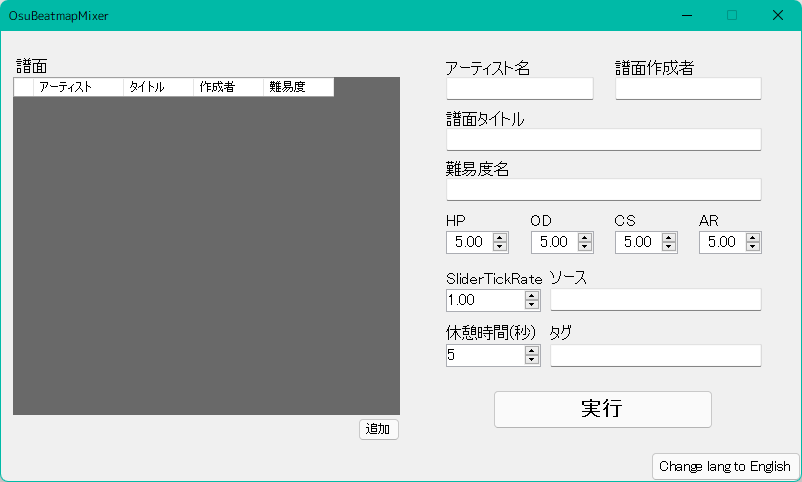 OsuBeatmapMixer
譜面
アーティスト タイトル 作成者 難易度
追加
アーティスト名 譜面作成者
譜面タイトル
難易度名
HP OD CS AR
5.00 5.00 5.00 5.00
SliderTickRate ソース
1.00
休憩時間(秒) タグ
5
実行
Change lang to English